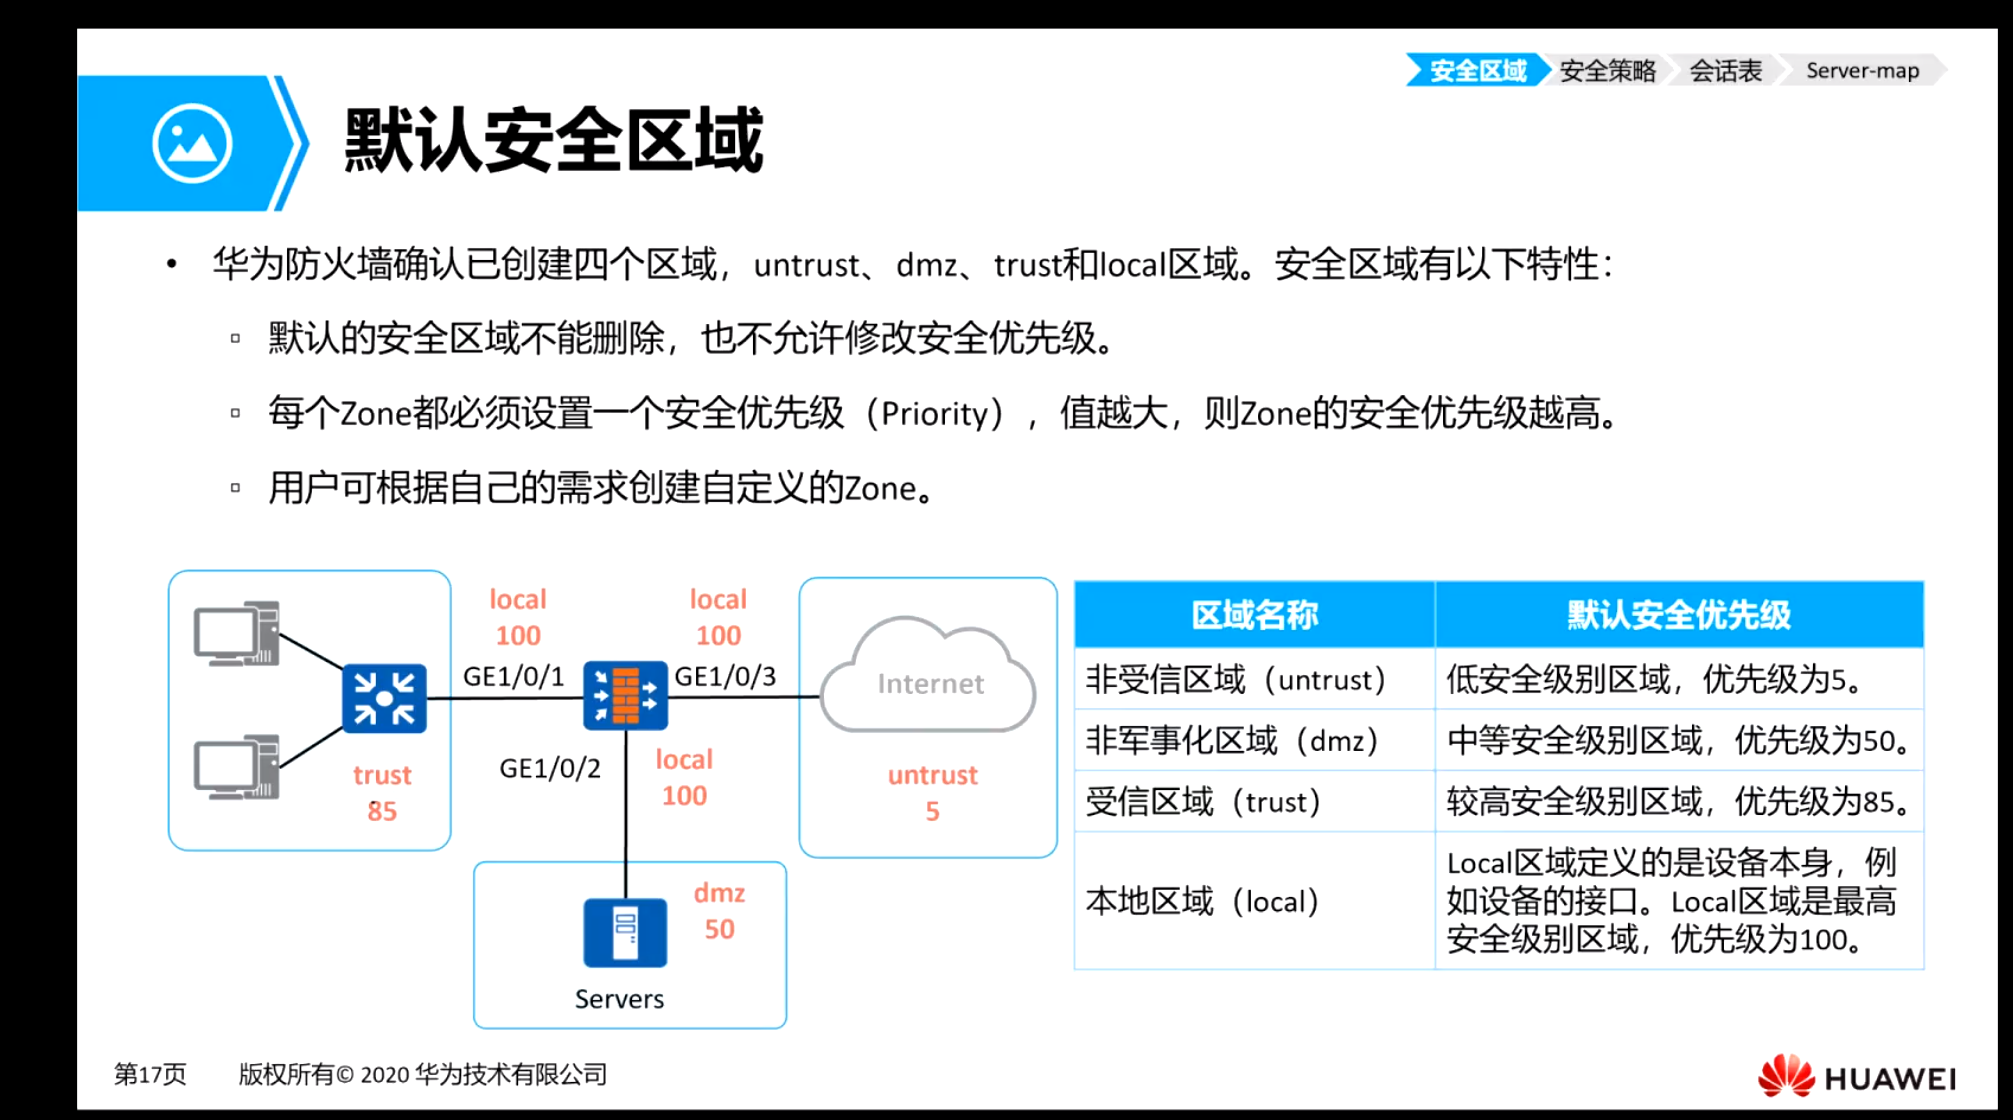 安全区域 安全策略 会话表 Server-map
默认安全区域
• 华为防火墙确认已创建四个区域，untrust、dmz、trust和local区域。安全区域有以下特性：
▫ 默认的安全区域不能删除，也不允许修改安全优先级。
▫ 每个Zone都必须设置一个安全优先级（Priority），值越大，则Zone的安全优先级越高。
▫ 用户可根据自己的需求创建自定义的Zone。
local
100
local
100
GE1/0/1
GE1/0/3
Internet
GE1/0/2
local
100
trust
85
untrust
5
dmz
50
Servers
区域名称 默认安全优先级
非受信区域（untrust） 低安全级别区域，优先级为5。
非军事化区域（dmz） 中等安全级别区域，优先级为50。
受信区域（trust） 较高安全级别区域，优先级为85。
本地区域（local） Local区域定义的是设备本身，例
如设备的接口。Local区域是最高
安全级别区域，优先级为100。
第17页 版权所有© 2020 华为技术有限公司
HUAWEI